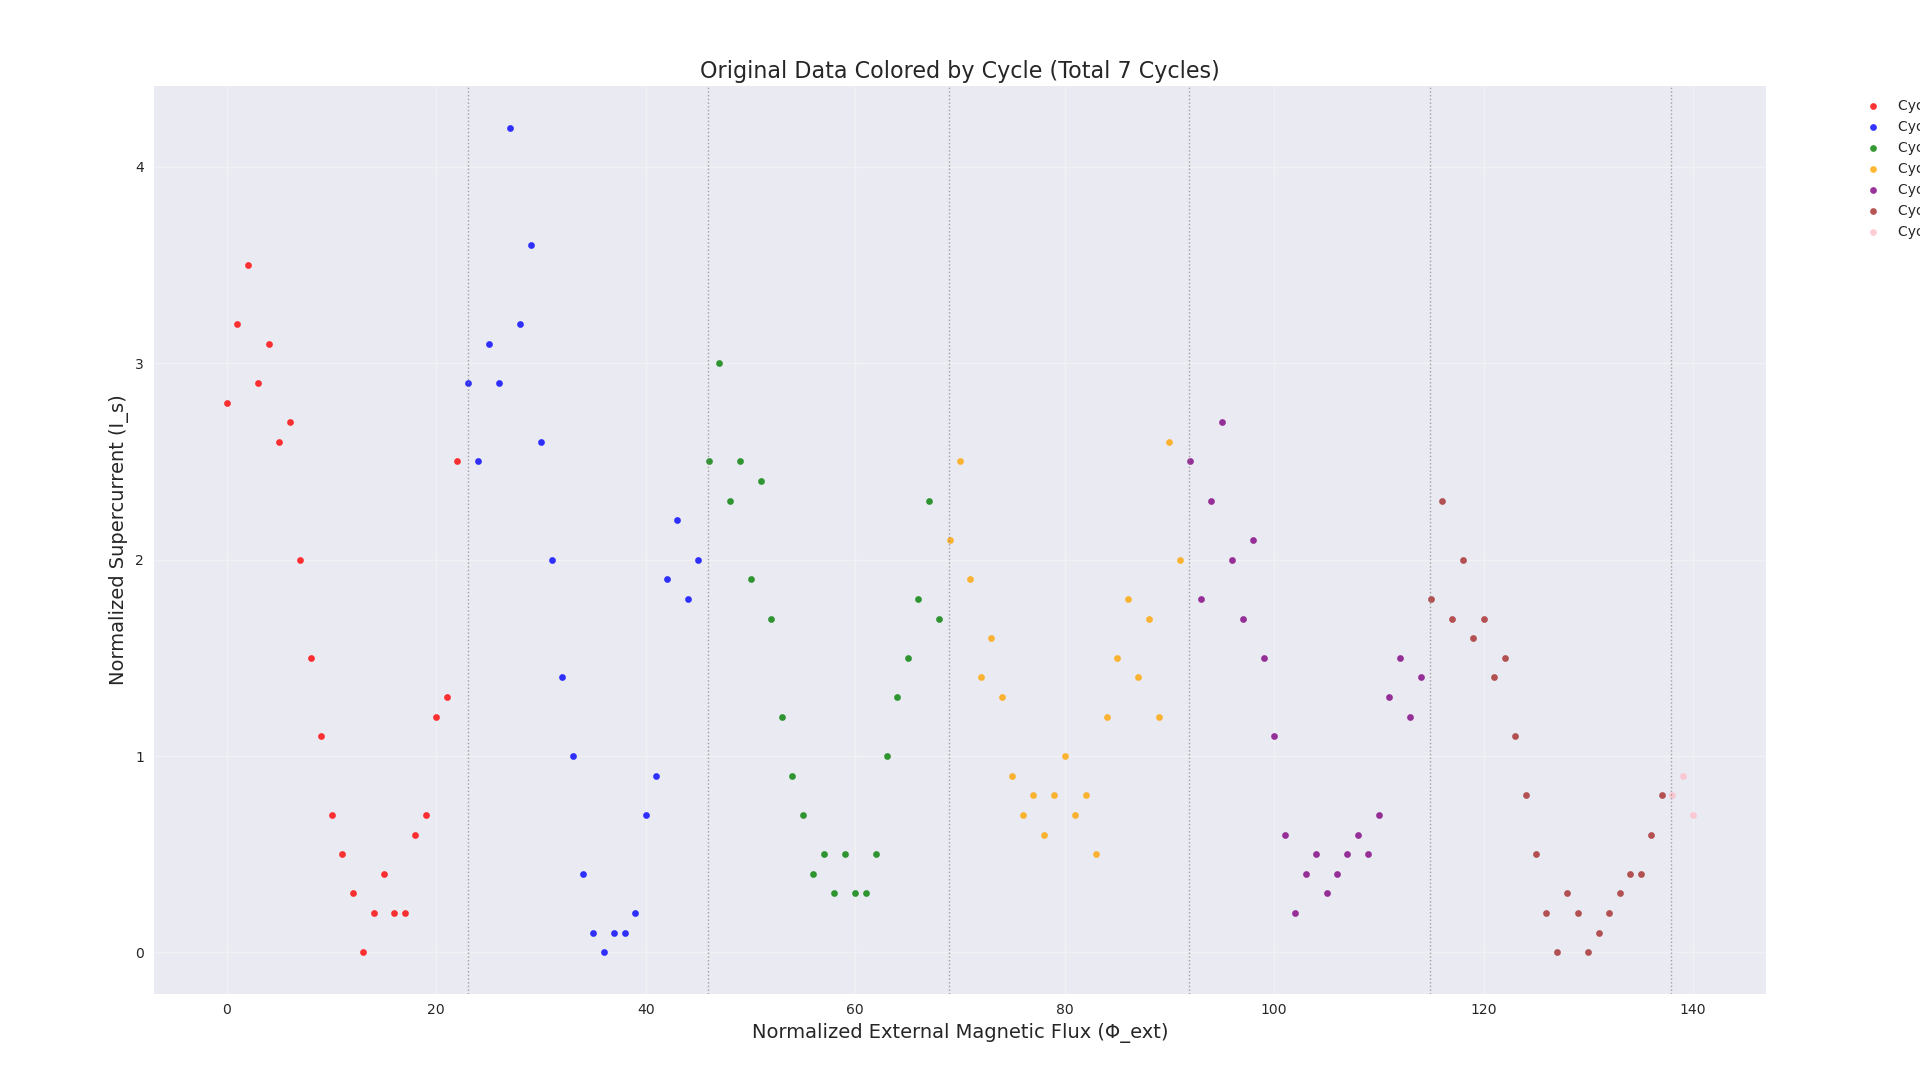 Original Data Colored by Cycle (Total 7 Cycles)
Cyc
Cyc
Cyc
Cyc
Cyc
Cyc
Cyc
Normalized Supercurrent (I_s)
4
3
2
1
0
0
20
40
60
80
100
120
140
Normalized External Magnetic Flux (Φ_ext)